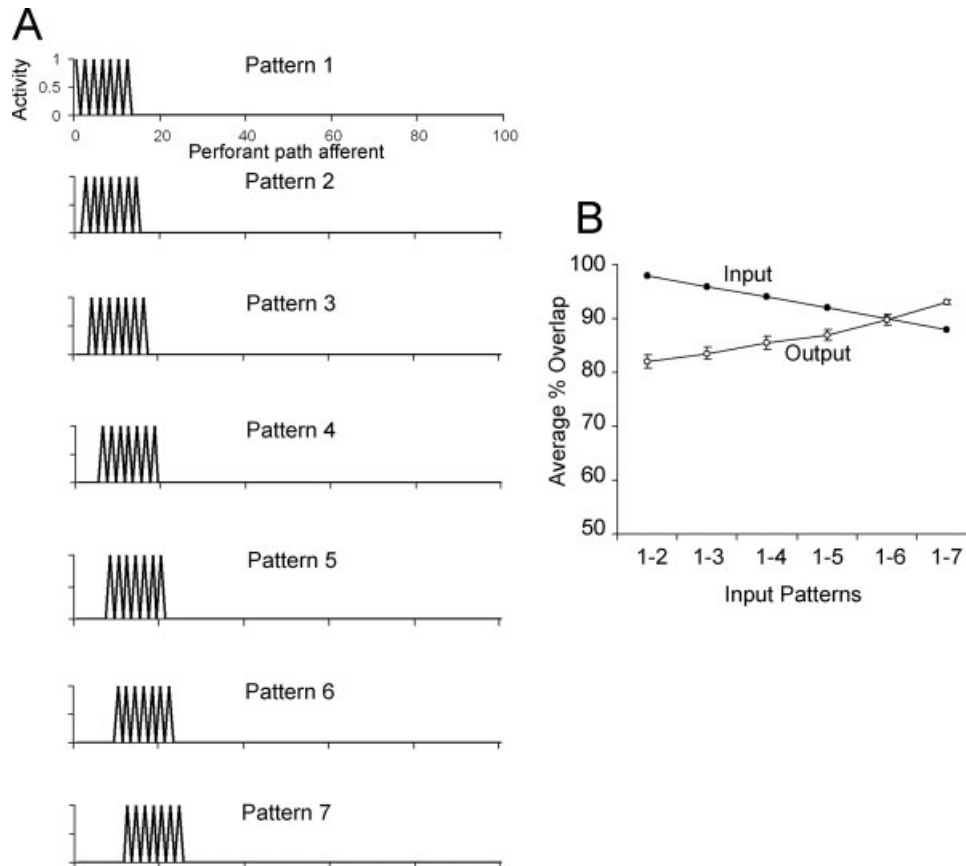 A
Pattern 1
Activity
1
0.5
0
0 20 40 60 80 100
Perforant path afferent
Pattern 2
Pattern 3
Pattern 4
Pattern 5
Pattern 6
Pattern 7
B
100
90
80
70
60
50
Average % Overlap
Input
Output
1-2 1-3 1-4 1-5 1-6 1-7
Input Patterns